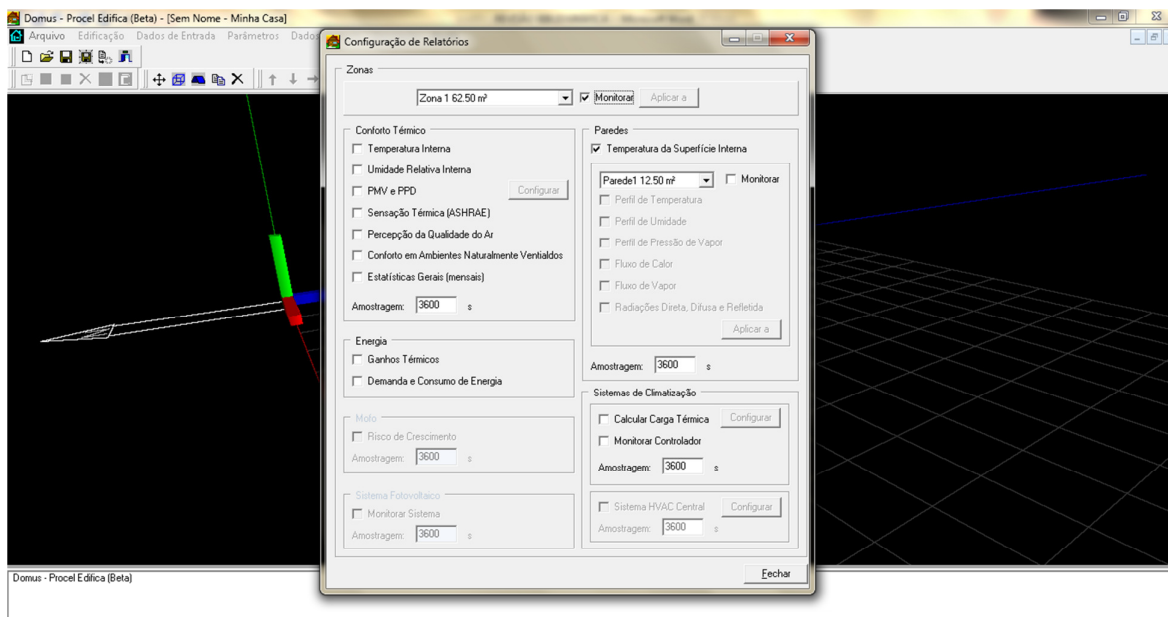 Domus - Procel Edifica (Beta) - [Sem Nome - Minha Casa]
Arquivo Edificação Dados de Entrada Parâmetros Dados
Configuração de Relatórios
Zonas
Zona 1 62.50 m²
Monitorar
Aplicar a
Conforto Térmico
Temperatura Interna
Umidade Relativa Interna
PMV e PPD
Configurar
Sensação Térmica (ASHRAE)
Percepção da Qualidade do Ar
Conforto em Ambientes Naturalmente Ventialdos
Estatísticas Gerais (mensais)
Amostragem: 3600 s
Energia
Ganhos Térmicos
Demanda e Consumo de Energia
Mofo
Risco de Crescimento
Amostragem: 3600 s
Sistema Fotovoltaico
Monitorar Sistema
Amostragem: 3600 s
Paredes
Temperatura da Superfície Interna
Parede1 12.50 m²
Monitorar
Perfil de Temperatura
Perfil de Umidade
Perfil de Pressão de Vapor
Fluxo de Calor
Fluxo de Vapor
Radiações Direta, Difusa e Refletida
Aplicar a
Amostragem: 3600 s
Sistemas de Climatização
Calcular Carga Térmica
Configurar
Monitorar Controlador
Amostragem: 3600 s
Sistema HVAC Central
Configurar
Amostragem: 3600 s
Fechar
Domus - Procel Edifica (Beta)